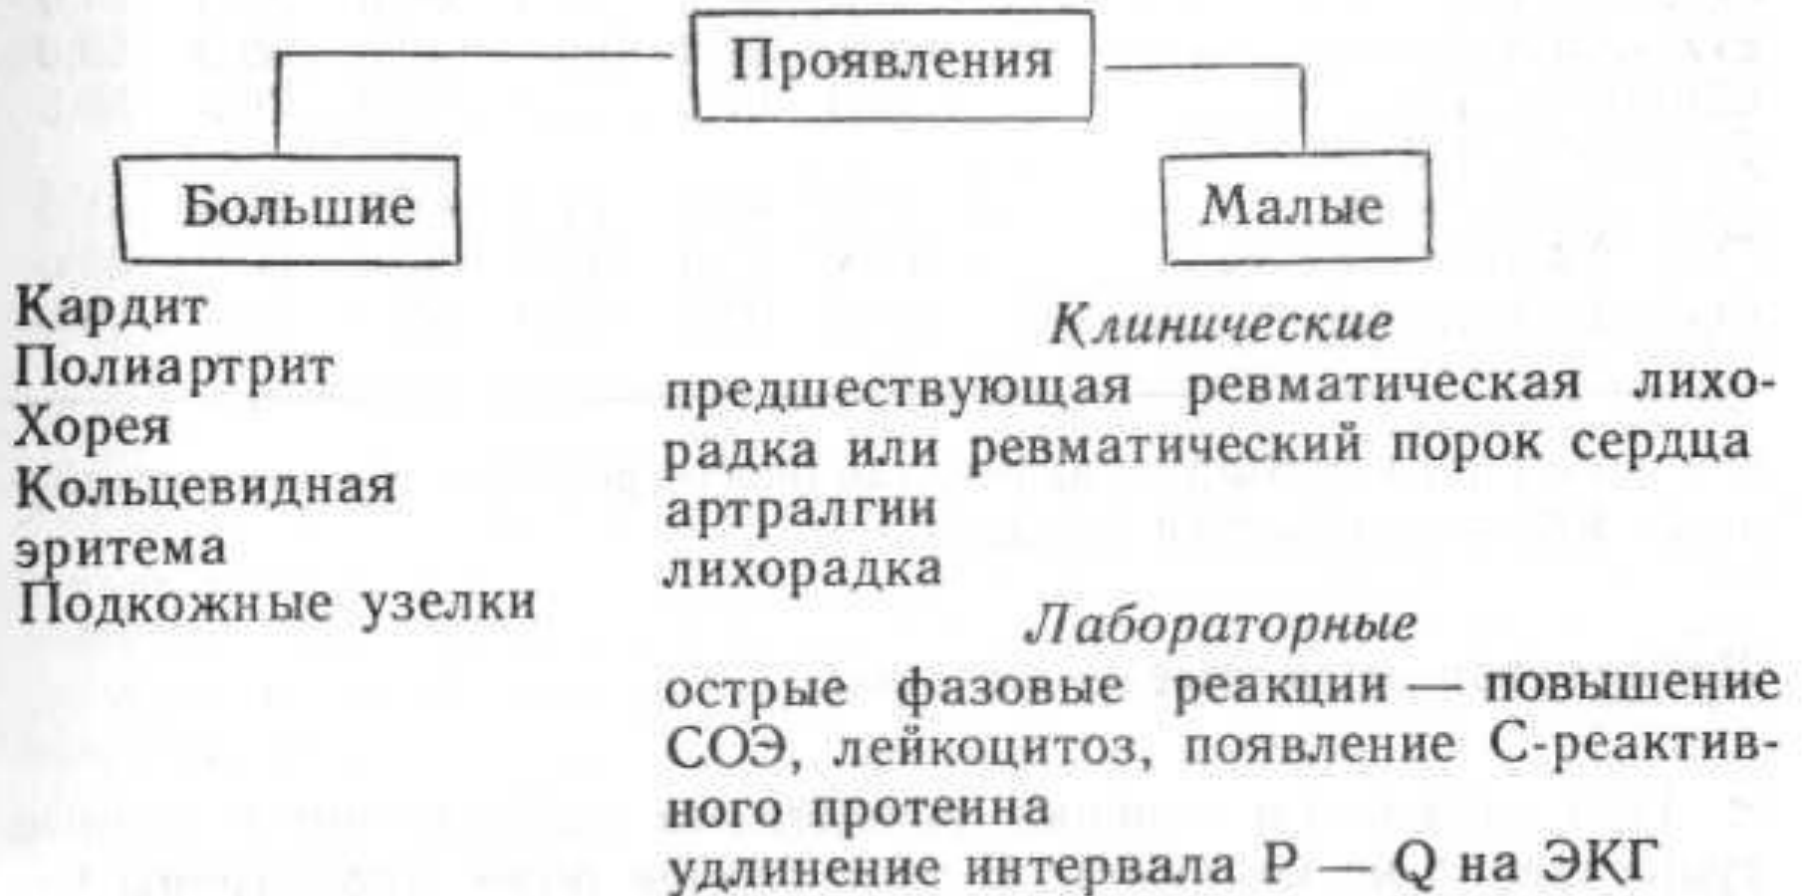 Проявления
Большие
Малые
Кардит
Полиартрит
Хорея
Кольцевидная
эритема
Подкожные узелки
Клинические
предшествующая ревматическая лихо-
радка или ревматический порок сердца
артралгии
лихорадка
Лабораторные
острые фазовые реакции — повышение
СОЭ, лейкоцитоз, появление С-реактив-
ного протеина
удлинение интервала P — Q на ЭКГ